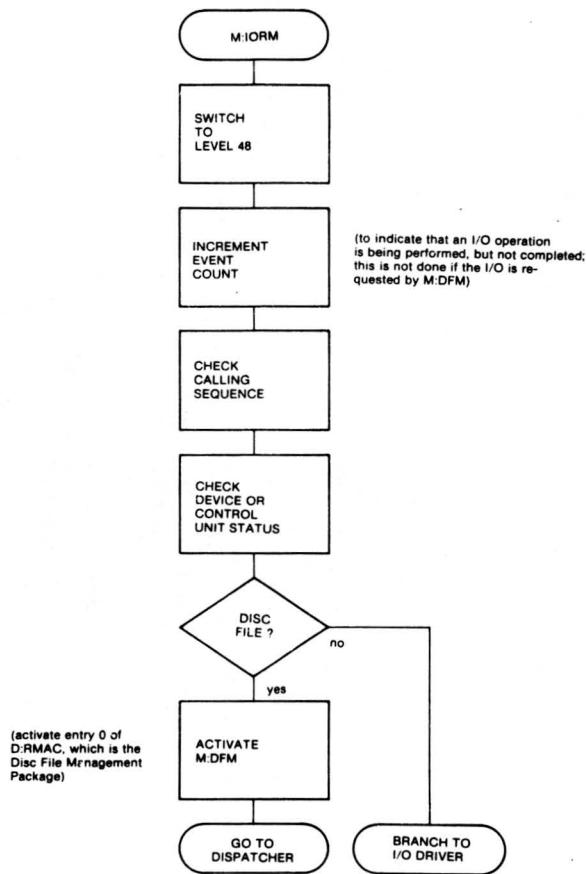 M:IORM
SWITCH
TO
LEVEL 48
INCREMENT
EVENT
COUNT
(to indicate that an I/O operation
is being performed, but not completed;
this is not done if the I/O is re-
quested by M:DFM)
CHECK
CALLING
SEQUENCE
CHECK
DEVICE OR
CONTROL
UNIT STATUS
DISC
FILE ?
no
yes
(activate entry 0 of
D:RMAC, which is the
Disc File Management
Package)
ACTIVATE
M:DFM
GO TO
DISPATCHER
BRANCH TO
I/O DRIVER